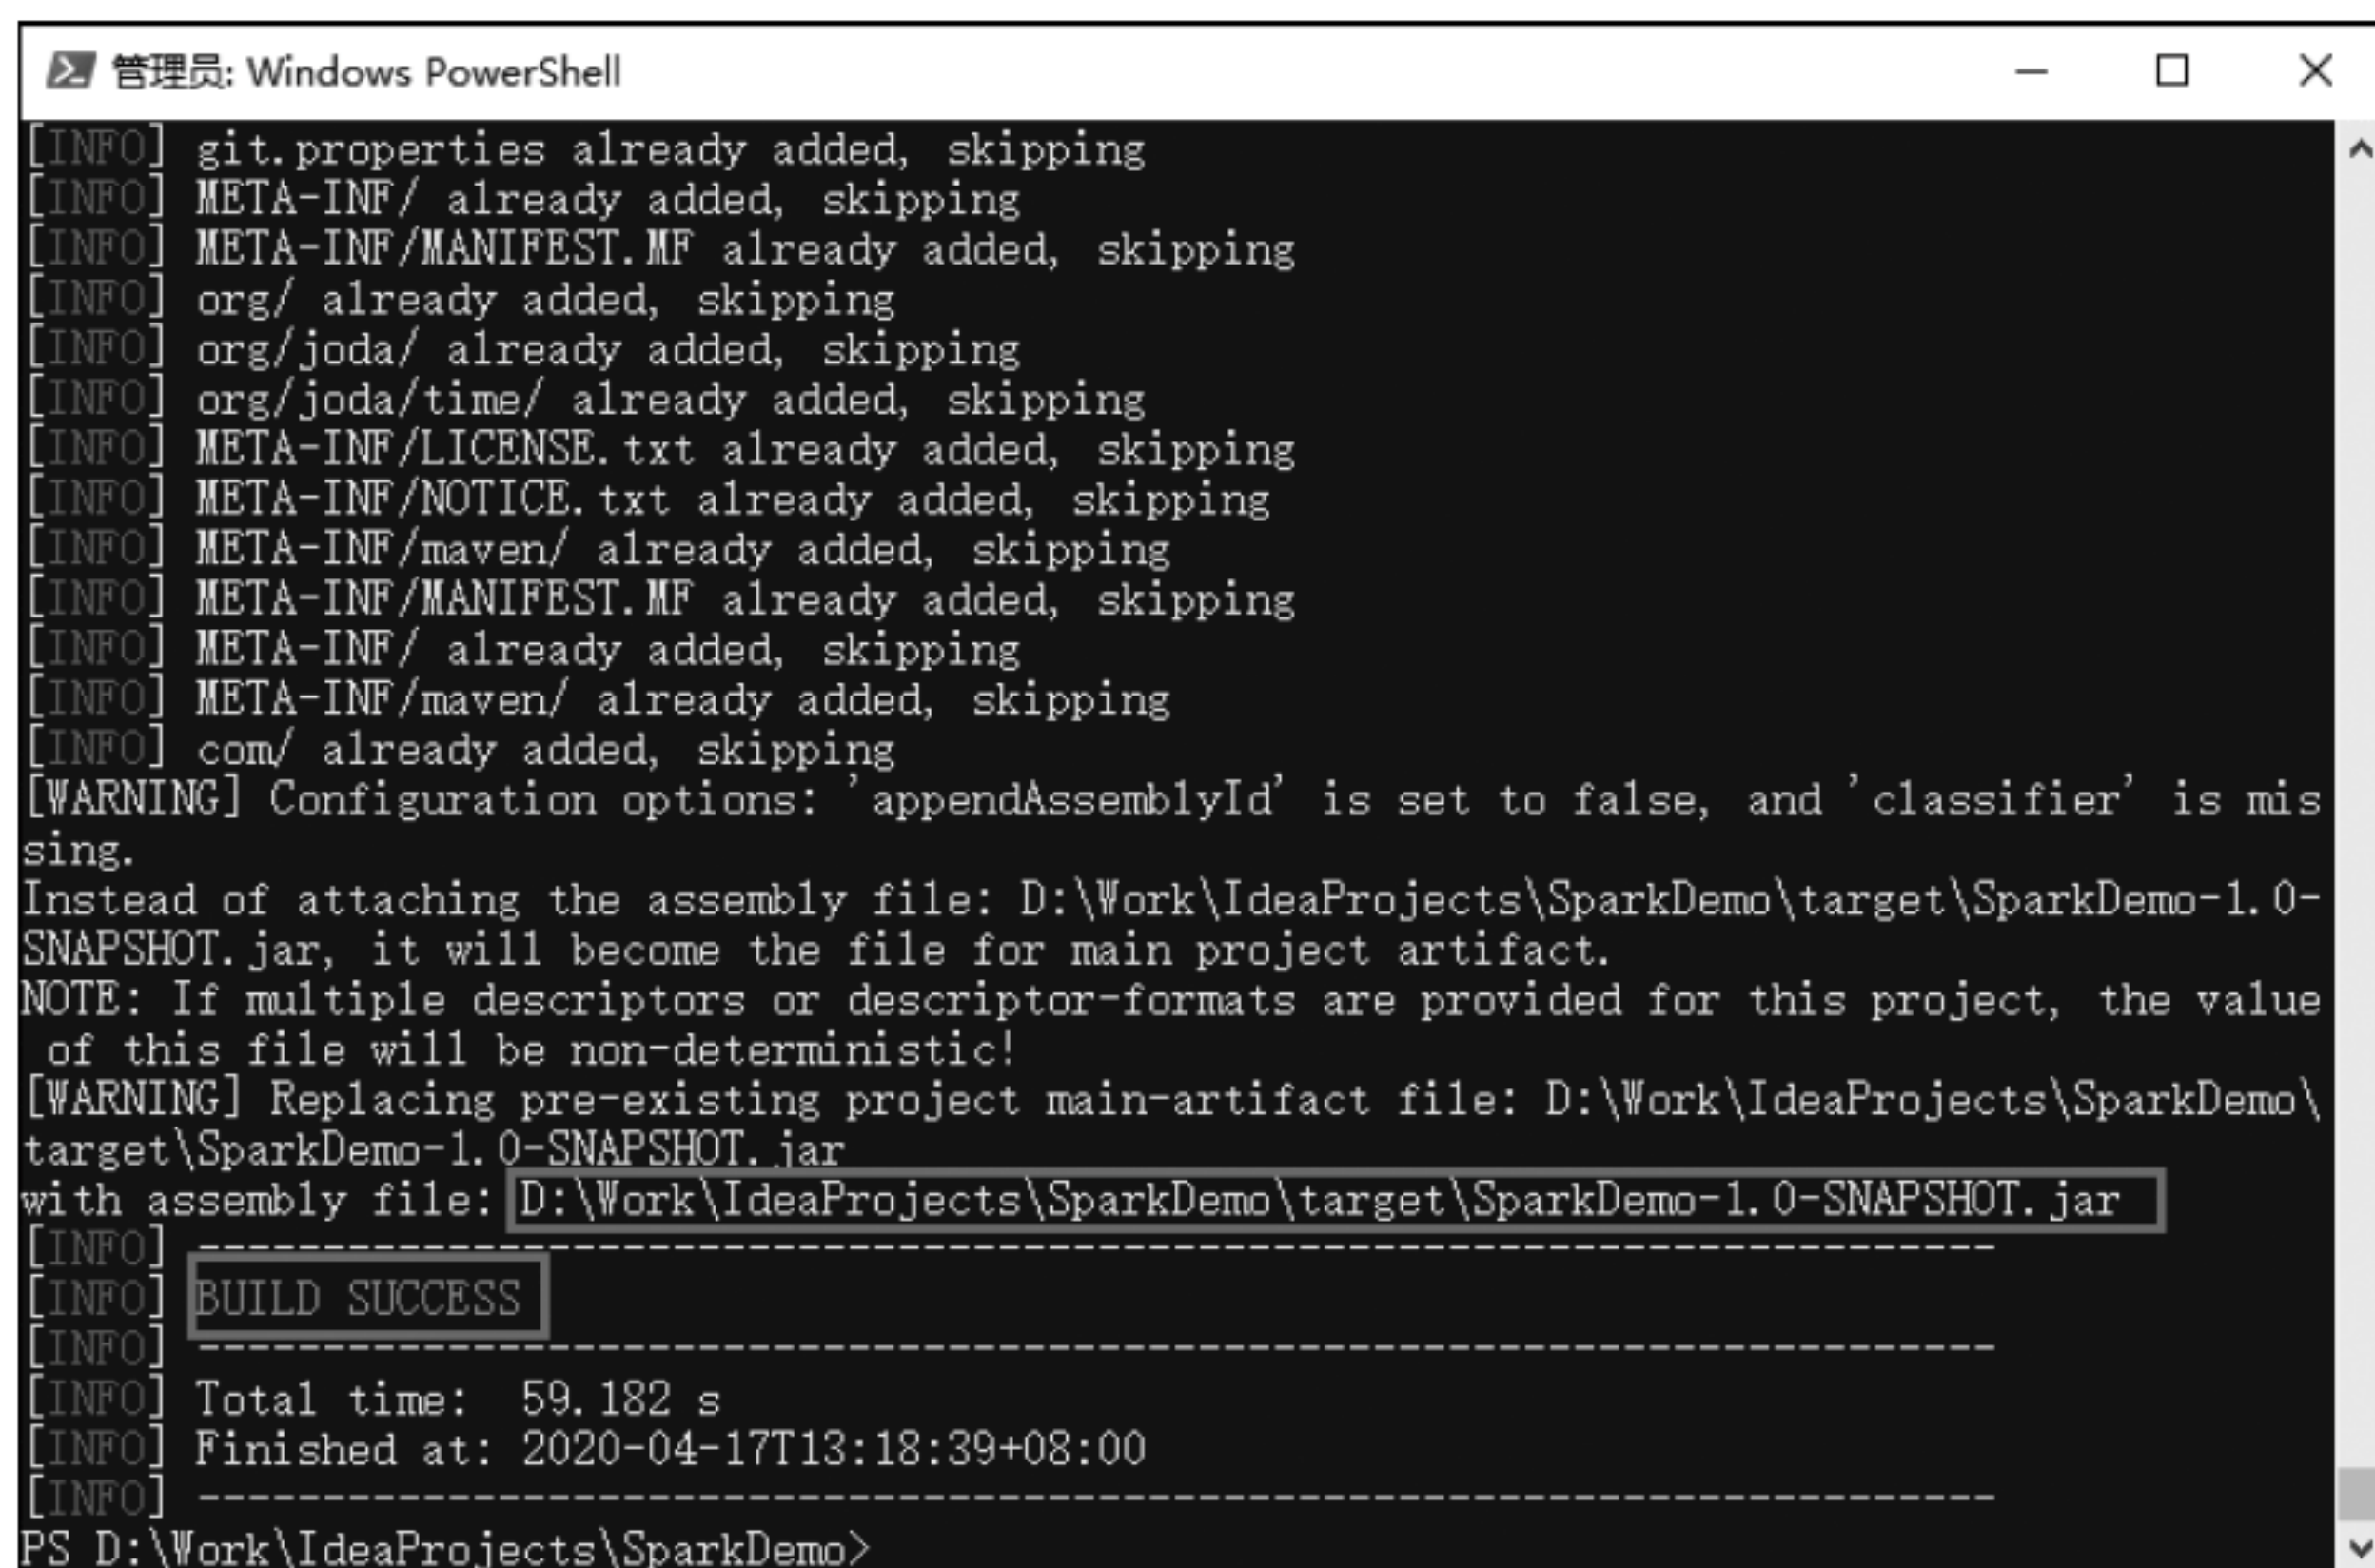 管理员: Windows PowerShell
[INFO] git.properties already added, skipping
[INFO] META-INF/ already added, skipping
[INFO] META-INF/MANIFEST.MF already added, skipping
[INFO] org/ already added, skipping
[INFO] org/joda/ already added, skipping
[INFO] org/joda/time/ already added, skipping
[INFO] META-INF/LICENSE.txt already added, skipping
[INFO] META-INF/NOTICE.txt already added, skipping
[INFO] META-INF/maven/ already added, skipping
[INFO] META-INF/MANIFEST.MF already added, skipping
[INFO] META-INF/ already added, skipping
[INFO] META-INF/maven/ already added, skipping
[INFO] com/ already added, skipping
[WARNING] Configuration options: 'appendAssemblyId' is set to false, and 'classifier' is mis
sing.
Instead of attaching the assembly file: D:\Work\IdeaProjects\SparkDemo\target\SparkDemo-1.0-
SNAPSHOT.jar, it will become the file for main project artifact.
NOTE: If multiple descriptors or descriptor-formats are provided for this project, the value
 of this file will be non-deterministic!
[WARNING] Replacing pre-existing project main-artifact file: D:\Work\IdeaProjects\SparkDemo\
target\SparkDemo-1.0-SNAPSHOT.jar
with assembly file: D:\Work\IdeaProjects\SparkDemo\target\SparkDemo-1.0-SNAPSHOT.jar
[INFO] ------------------------------------------------------------------------
[INFO] BUILD SUCCESS
[INFO] ------------------------------------------------------------------------
[INFO] Total time:  59.182 s
[INFO] Finished at: 2020-04-17T13:18:39+08:00
[INFO] ------------------------------------------------------------------------
PS D:\Work\IdeaProjects\SparkDemo>